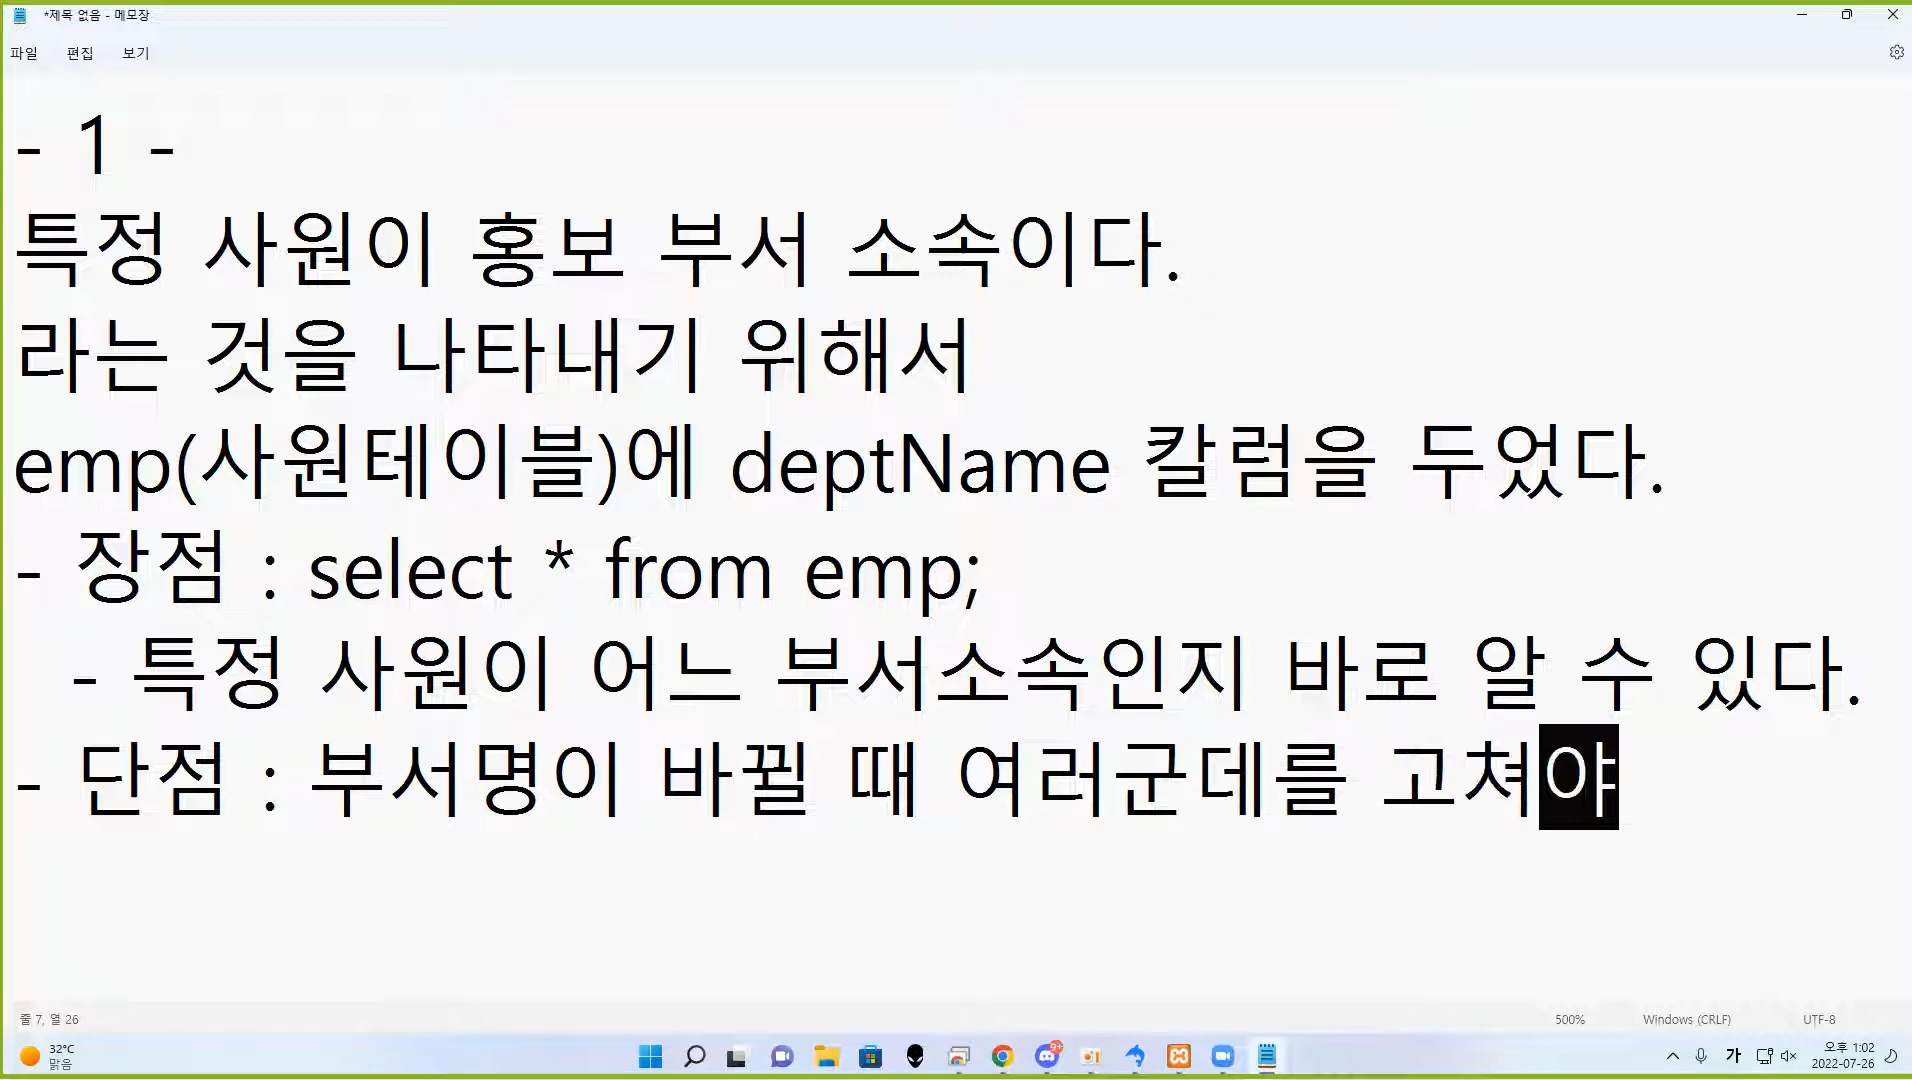 *제목 없음 - 메모장
파일 편집 보기
- 1 -
특정 사원이 홍보 부서 소속이다.
라는 것을 나타내기 위해서
emp(사원테이블)에 deptName 칼럼을 두었다.
- 장점 : select * from emp;
- 특정 사원이 어느 부서소속인지 바로 알 수 있다.
- 단점 : 부서명이 바뀔 때 여러군데를 고쳐야
줄 7, 열 26 500% Windows (CRLF) UTF-8
32°C
맑음
9+
가
오후 1:02
2022-07-26